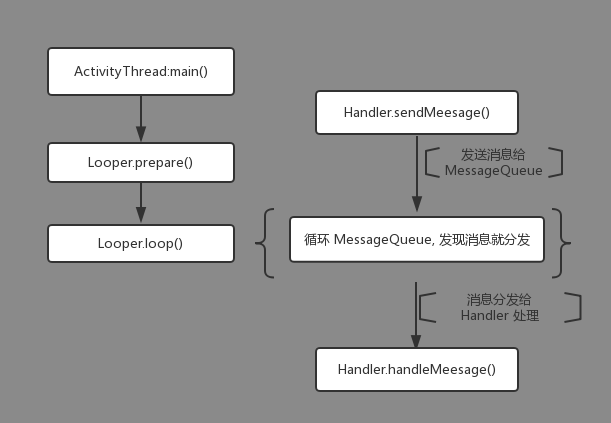 ActivityThread:main()
Looper.prepare()
Looper.loop()
Handler.sendMeesage()
发送消息给
MessageQueue
循环 MessageQueue, 发现消息就分发
消息分发给
Handler 处理
Handler.handleMeesage()